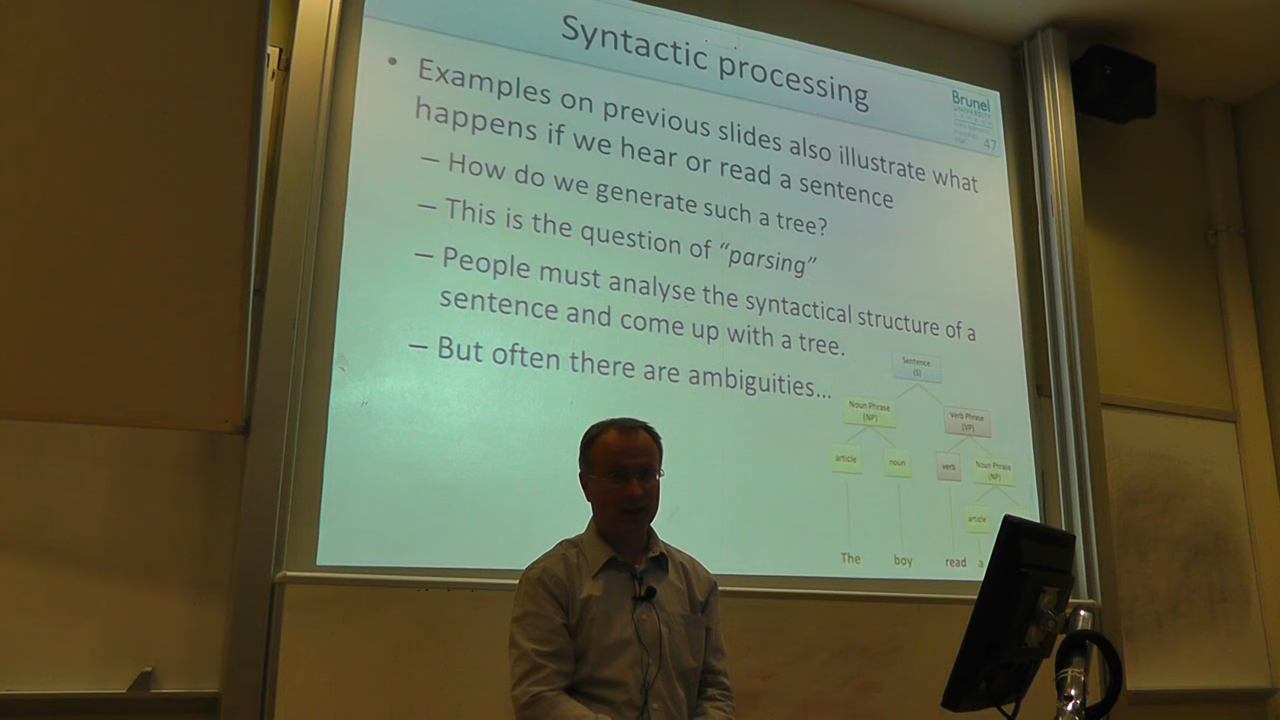 Syntactic processing
Brunel
UNIVERSITY
47
• Examples on previous slides also illustrate what
happens if we hear or read a sentence
– How do we generate such a tree?
– This is the question of “parsing”
– People must analyse the syntactical structure of a
sentence and come up with a tree.
– But often there are ambiguities...
Sentence
(S)
Noun Phrase
(NP)
Verb Phrase
(VP)
article
noun
verb
Noun Phrase
(NP)
article
The boy read a